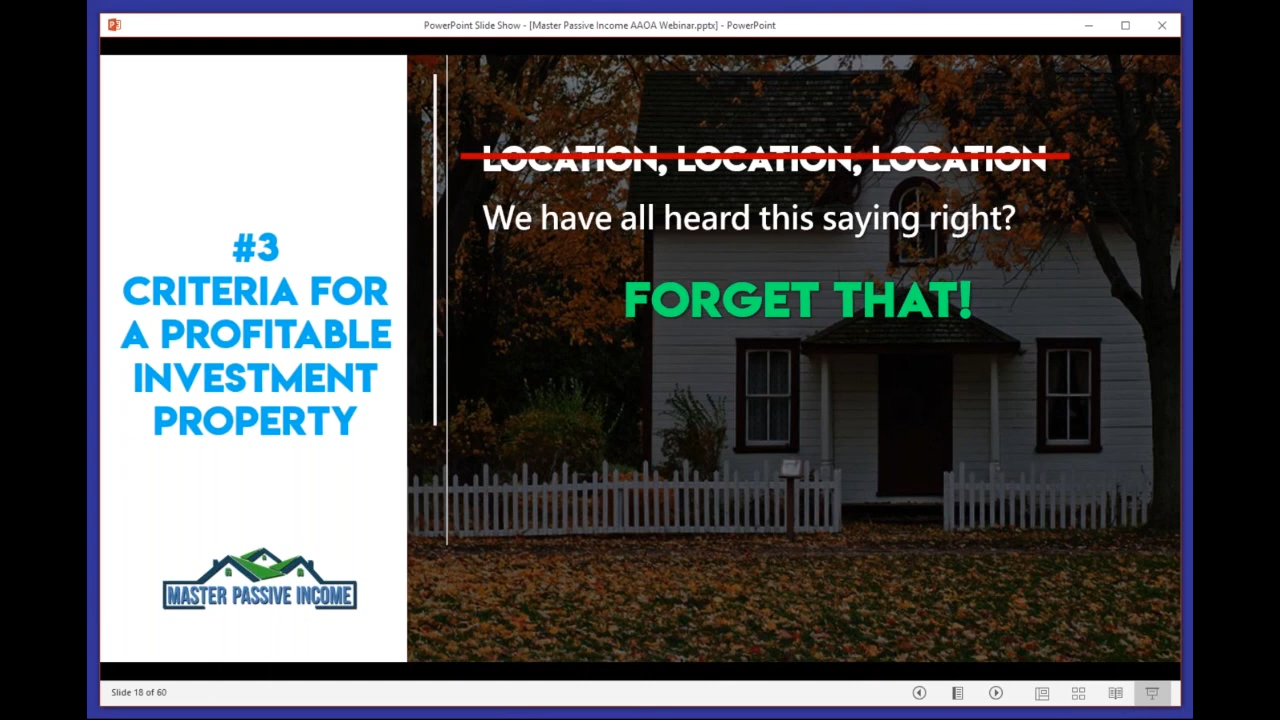 PowerPoint Slide Show - [Master Passive Income AAOA Webinar.pptx] - PowerPoint
#3
CRITERIA FOR
A PROFITABLE
INVESTMENT
PROPERTY
MASTER PASSIVE INCOME
LOCATION, LOCATION, LOCATION
We have all heard this saying right?
FORGET THAT!
Slide 18 of 60